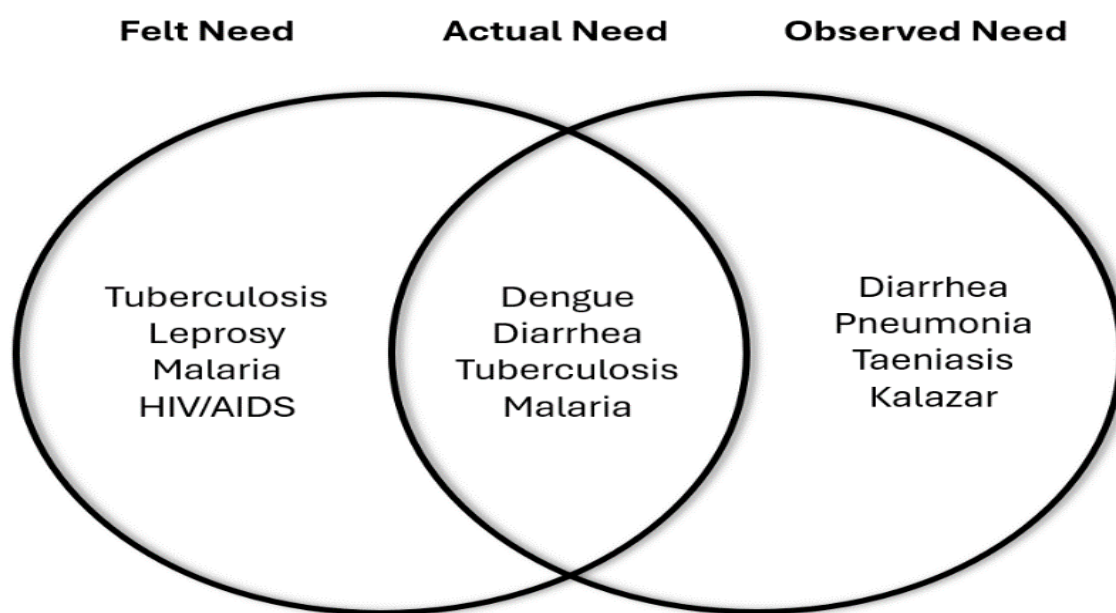 Felt Need
Actual Need
Observed Need
Tuberculosis
Leprosy
Malaria
HIV/AIDS
Dengue
Diarrhea
Tuberculosis
Malaria
Diarrhea
Pneumonia
Taeniasis
Kalazar